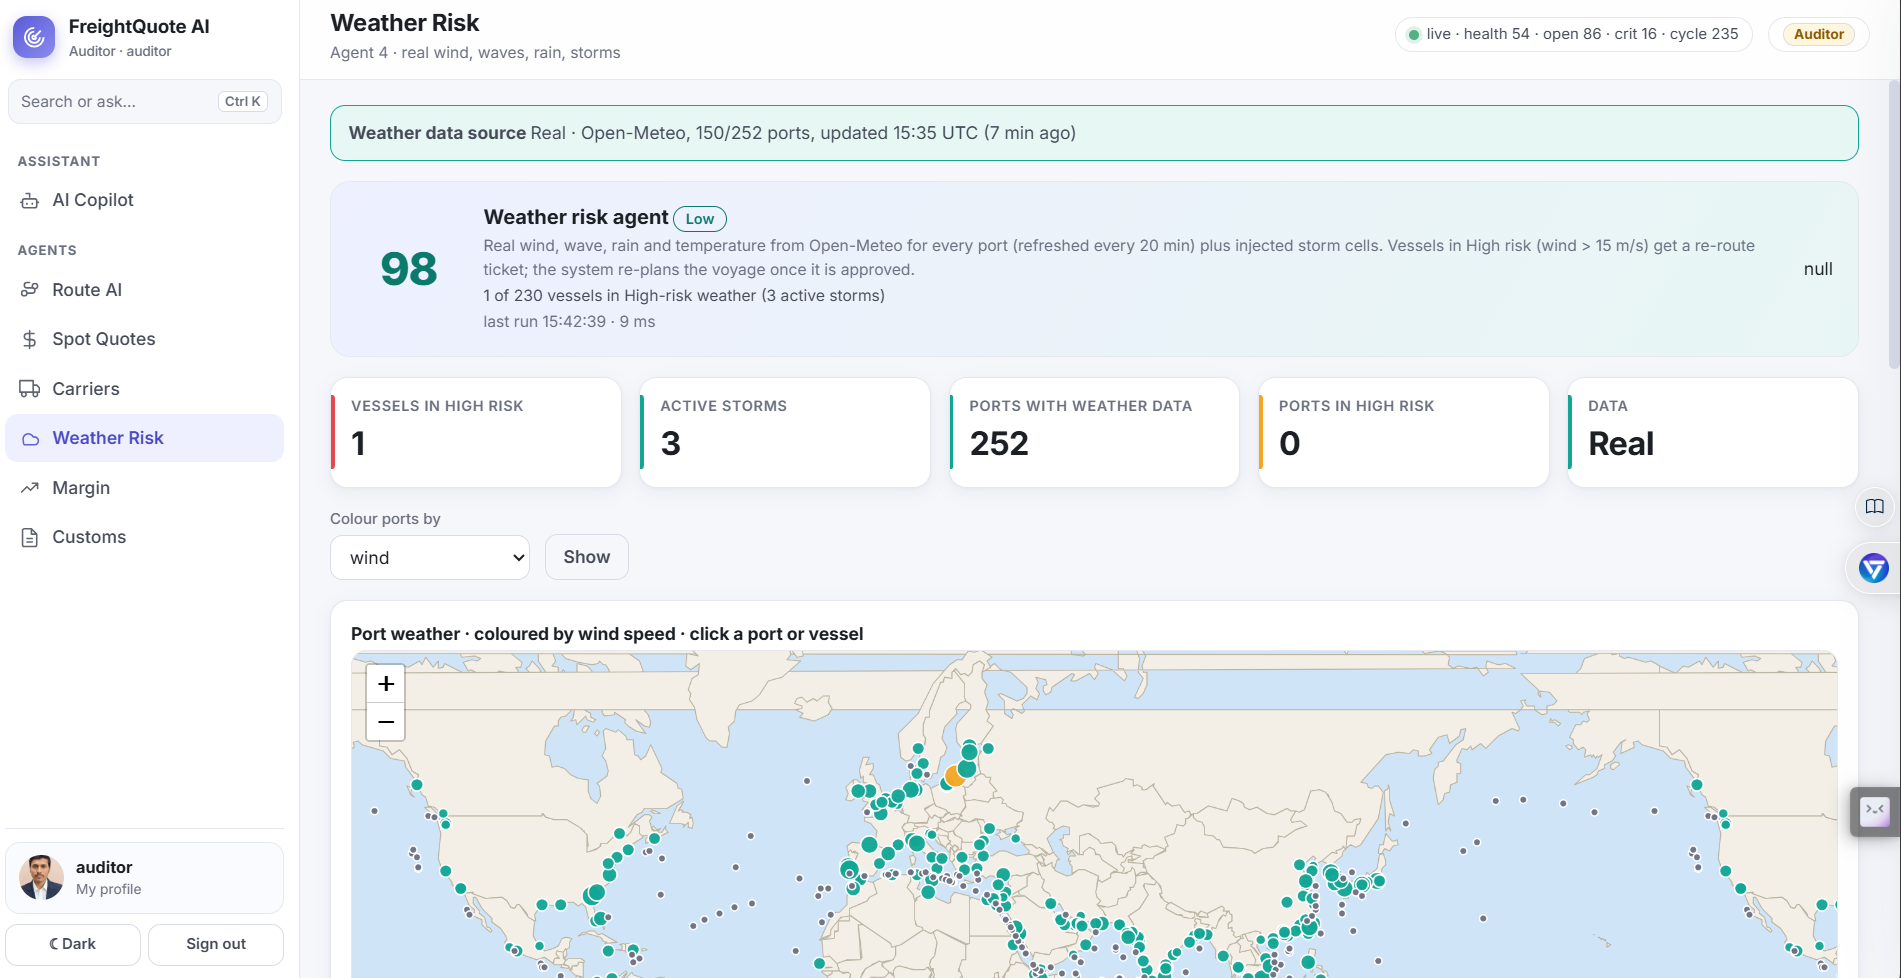 FreightQuote AI
Auditor · auditor
Search or ask...
Ctrl K
ASSISTANT
AI Copilot
AGENTS
Route AI
Spot Quotes
Carriers
Weather Risk
Margin
Customs
auditor
My profile
Dark
Sign out
Weather Risk
Agent 4 · real wind, waves, rain, storms
live · health 54 · open 86 · crit 16 · cycle 235
Auditor
Weather data source Real · Open-Meteo, 150/252 ports, updated 15:35 UTC (7 min ago)
98
Weather risk agent Low
Real wind, wave, rain and temperature from Open-Meteo for every port (refreshed every 20 min) plus injected storm cells. Vessels in High risk (wind > 15 m/s) get a re-route
ticket; the system re-plans the voyage once it is approved.
1 of 230 vessels in High-risk weather (3 active storms)
last run 15:42:39 · 9 ms
null
VESSELS IN HIGH RISK
1
ACTIVE STORMS
3
PORTS WITH WEATHER DATA
252
PORTS IN HIGH RISK
0
DATA
Real
Colour ports by
wind
Show
Port weather · coloured by wind speed · click a port or vessel
+
−